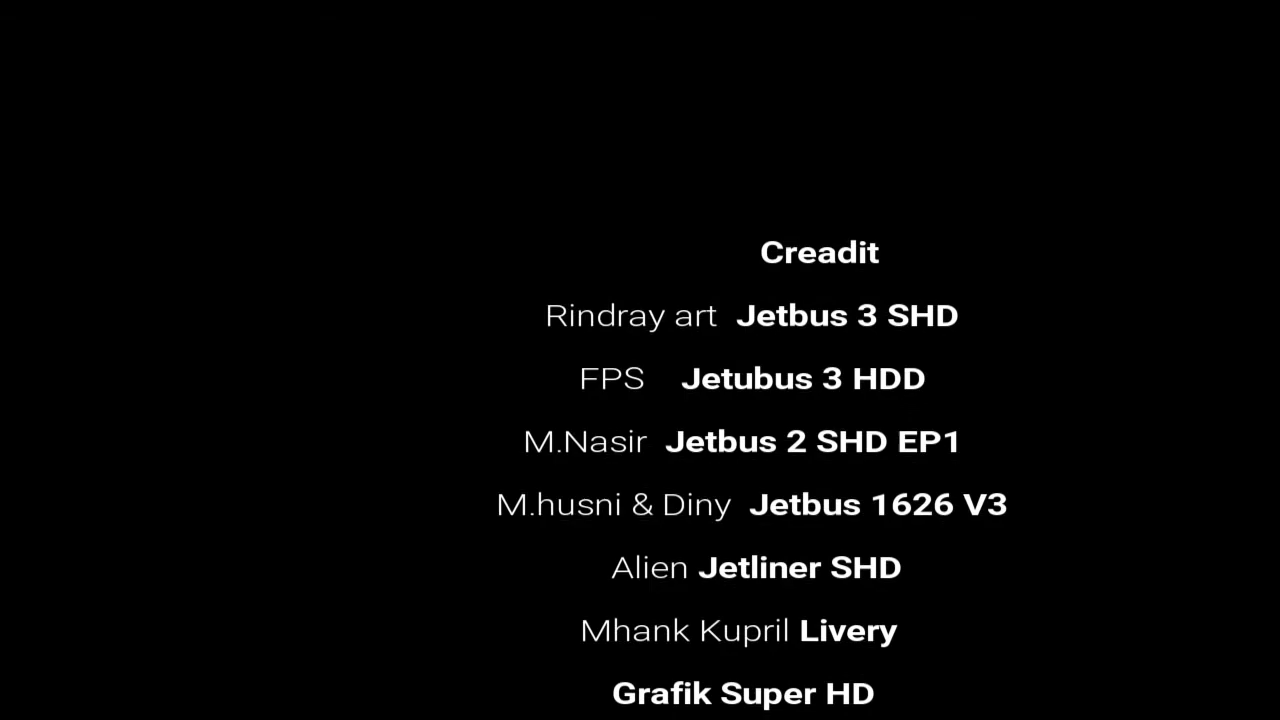 Creadit
Rindray art Jetbus 3 SHD
FPS Jetubus 3 HDD
M.Nasir Jetbus 2 SHD EP1
M.husni & Diny Jetbus 1626 V3
Alien Jetliner SHD
Mhank Kupril Livery
Grafik Super HD